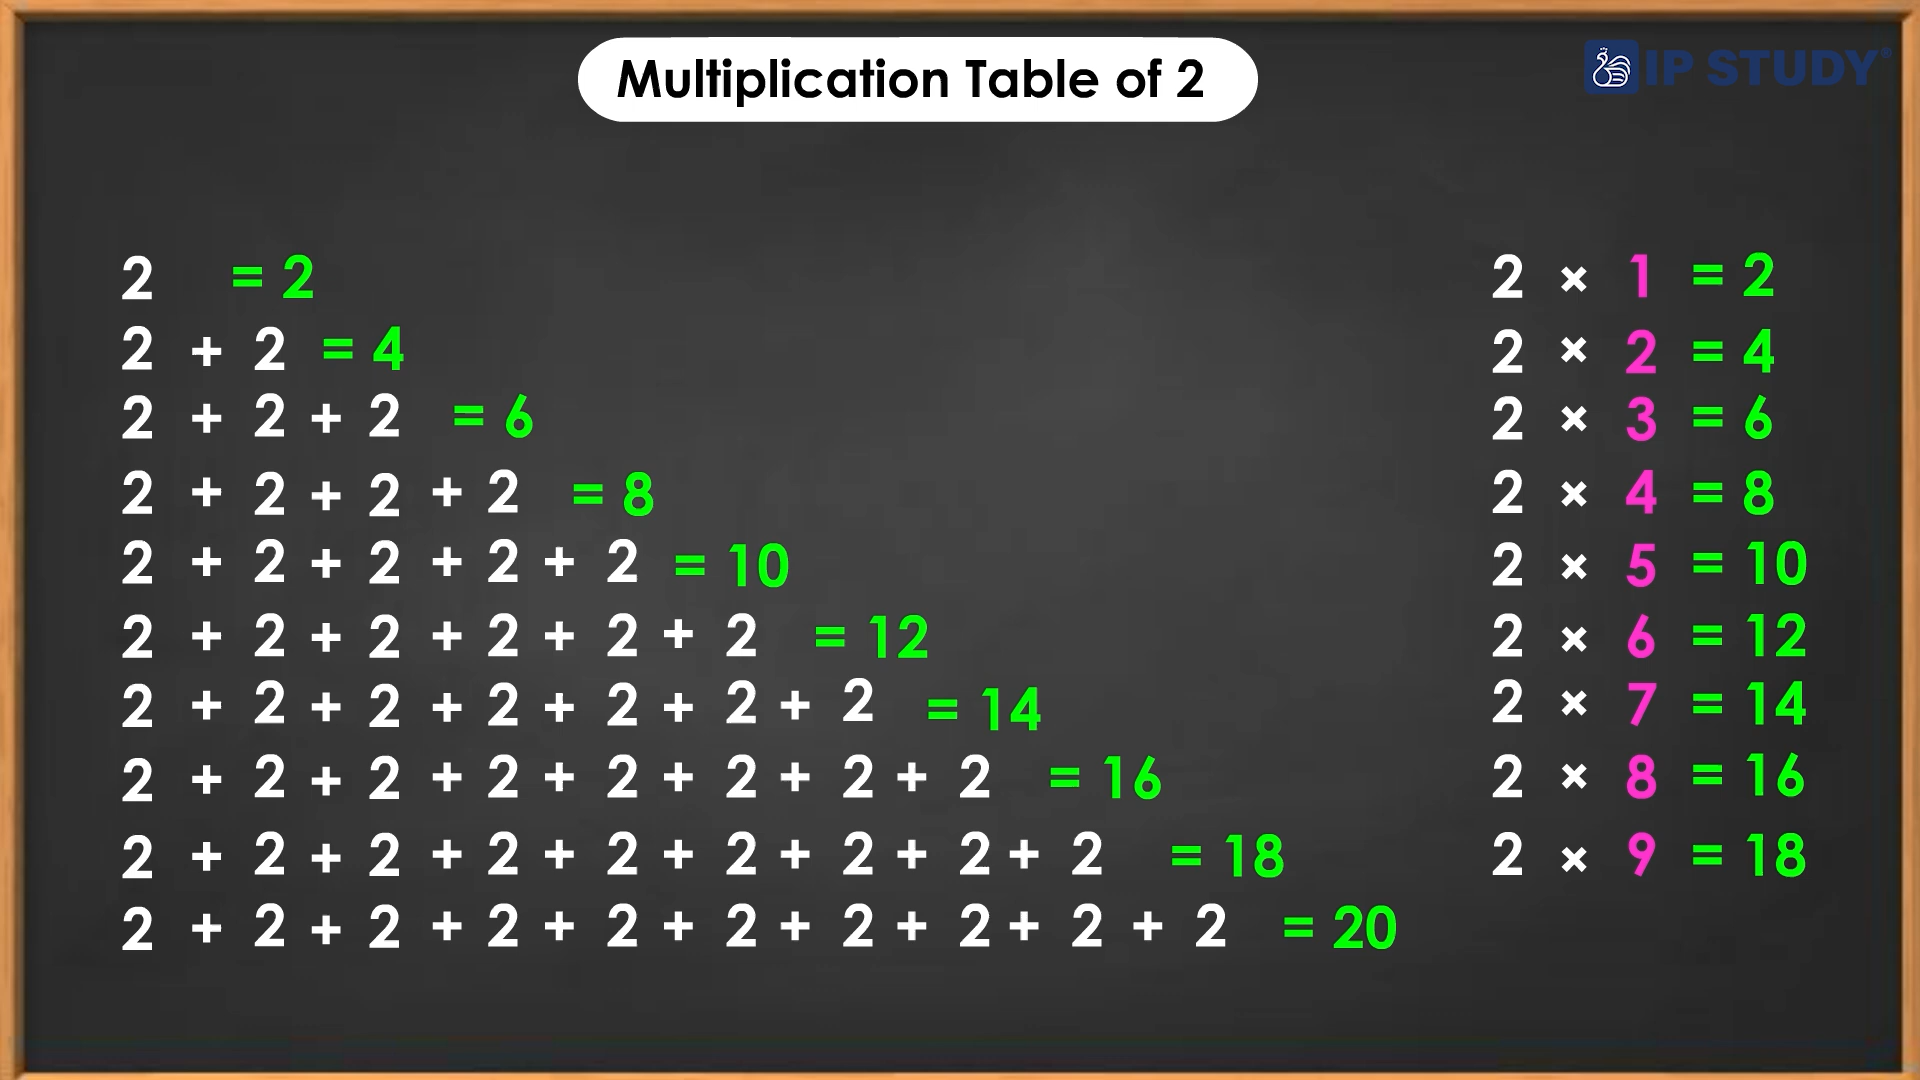 Multiplication Table of 2
IP STUDY®
2 = 2
2 × 1 = 2
2 + 2 = 4
2 × 2 = 4
2 + 2 + 2 = 6
2 × 3 = 6
2 + 2 + 2 + 2 = 8
2 × 4 = 8
2 + 2 + 2 + 2 + 2 = 10
2 × 5 = 10
2 + 2 + 2 + 2 + 2 + 2 = 12
2 × 6 = 12
2 + 2 + 2 + 2 + 2 + 2 + 2 = 14
2 × 7 = 14
2 + 2 + 2 + 2 + 2 + 2 + 2 + 2 = 16
2 × 8 = 16
2 + 2 + 2 + 2 + 2 + 2 + 2 + 2 + 2 = 18
2 × 9 = 18
2 + 2 + 2 + 2 + 2 + 2 + 2 + 2 + 2 + 2 = 20